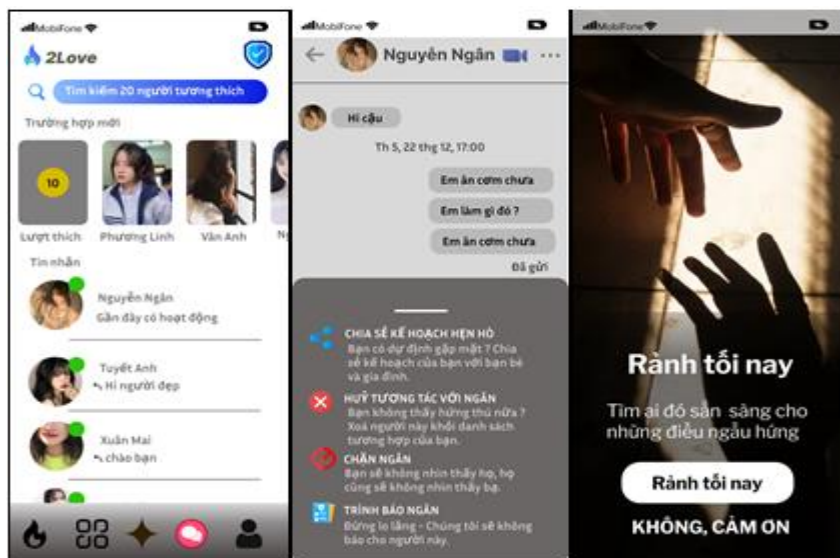 MobiFone
2Love
Tìm kiếm 20 người tương thích
Trường hợp mới
10
Lượt thích
Phương Linh
Vân Anh
Tin nhắn
Nguyễn Ngân
Gần đây có hoạt động
Tuyết Anh
Hi người đẹp
Xuân Mai
chào bạn
MobiFone
Nguyễn Ngân
Hi cậu
Th 5, 22 thg 12, 17:00
Em ăn cơm chưa
Em làm gì đó ?
Em ăn cơm chưa
Đã gửi
CHIA SẺ KẾ HOẠCH HẸN HÒ
Bạn có dự định gặp mặt ? Chia
sẻ kế hoạch của bạn với bạn bè
và gia đình.
HUỶ TƯƠNG TÁC VỚI NGÂN
Bạn không thấy hứng thú nữa ?
Xoá người này khỏi danh sách
tương hợp của bạn.
CHẶN NGÂN
Bạn sẽ không nhìn thấy họ, họ
cũng sẽ không nhìn thấy bạ.
TRÌNH BÁO NGÂN
Đừng lo lắng - Chúng tôi sẽ không
báo cho người này.
MobiFone
Rảnh tối nay
Tìm ai đó sẵn sàng cho
những điều ngẫu hứng
Rảnh tối nay
KHÔNG, CẢM ƠN